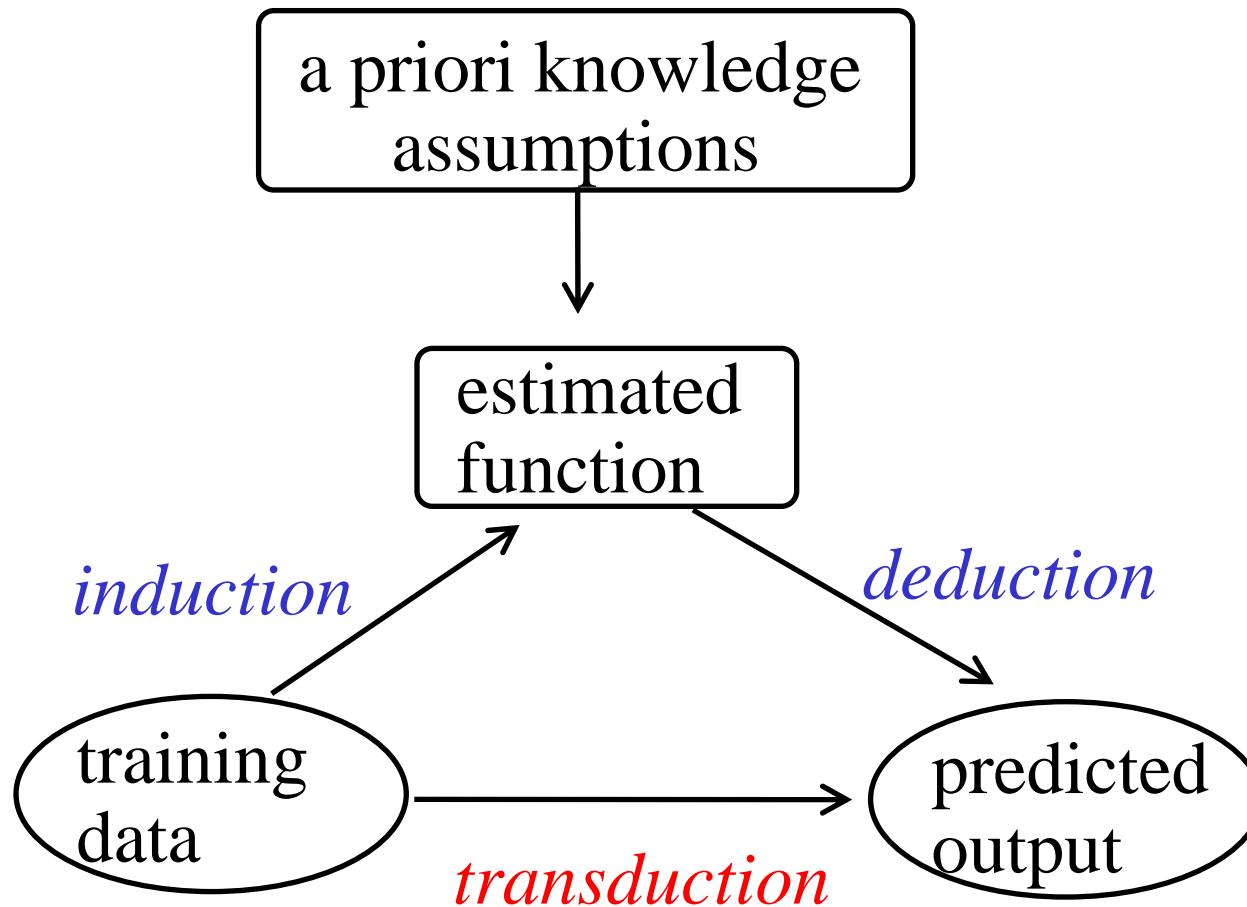 a priori knowledge
assumptions
estimated
function
induction
deduction
training
data
predicted
output
transduction